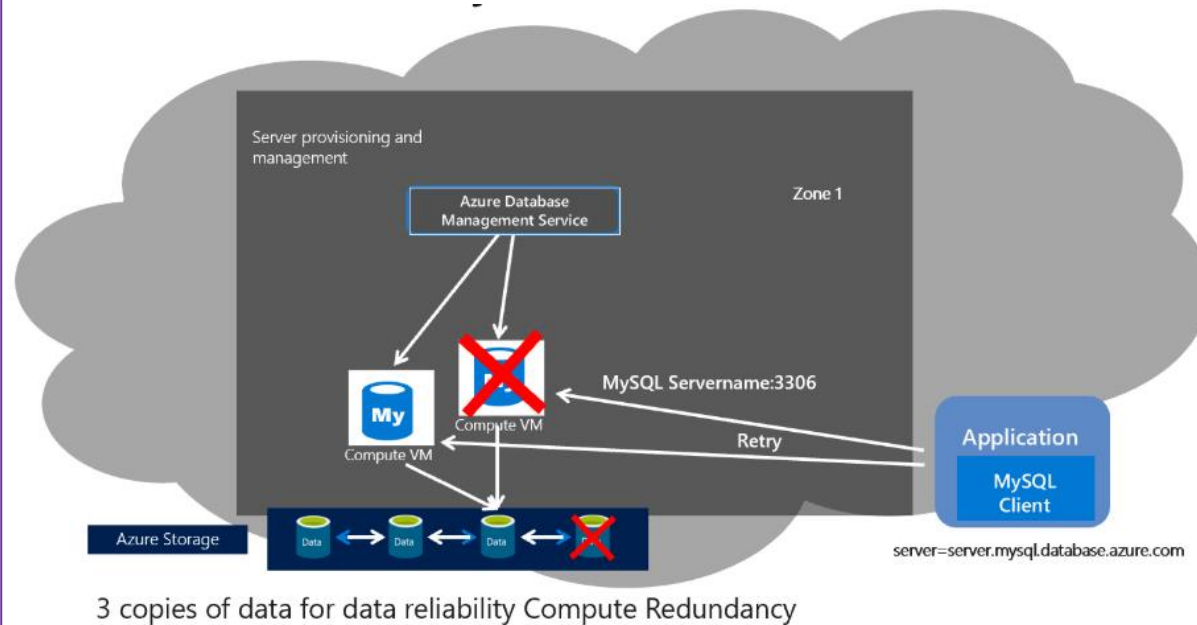 Server provisioning and
management
Azure Database
Management Service
Zone 1
MySQL Servername:3306
My
Compute VM
Compute VM
Retry
Application
MySQL
Client
Azure Storage
Data
Data
Data
server=server.mysql.database.azure.com
3 copies of data for data reliability Compute Redundancy